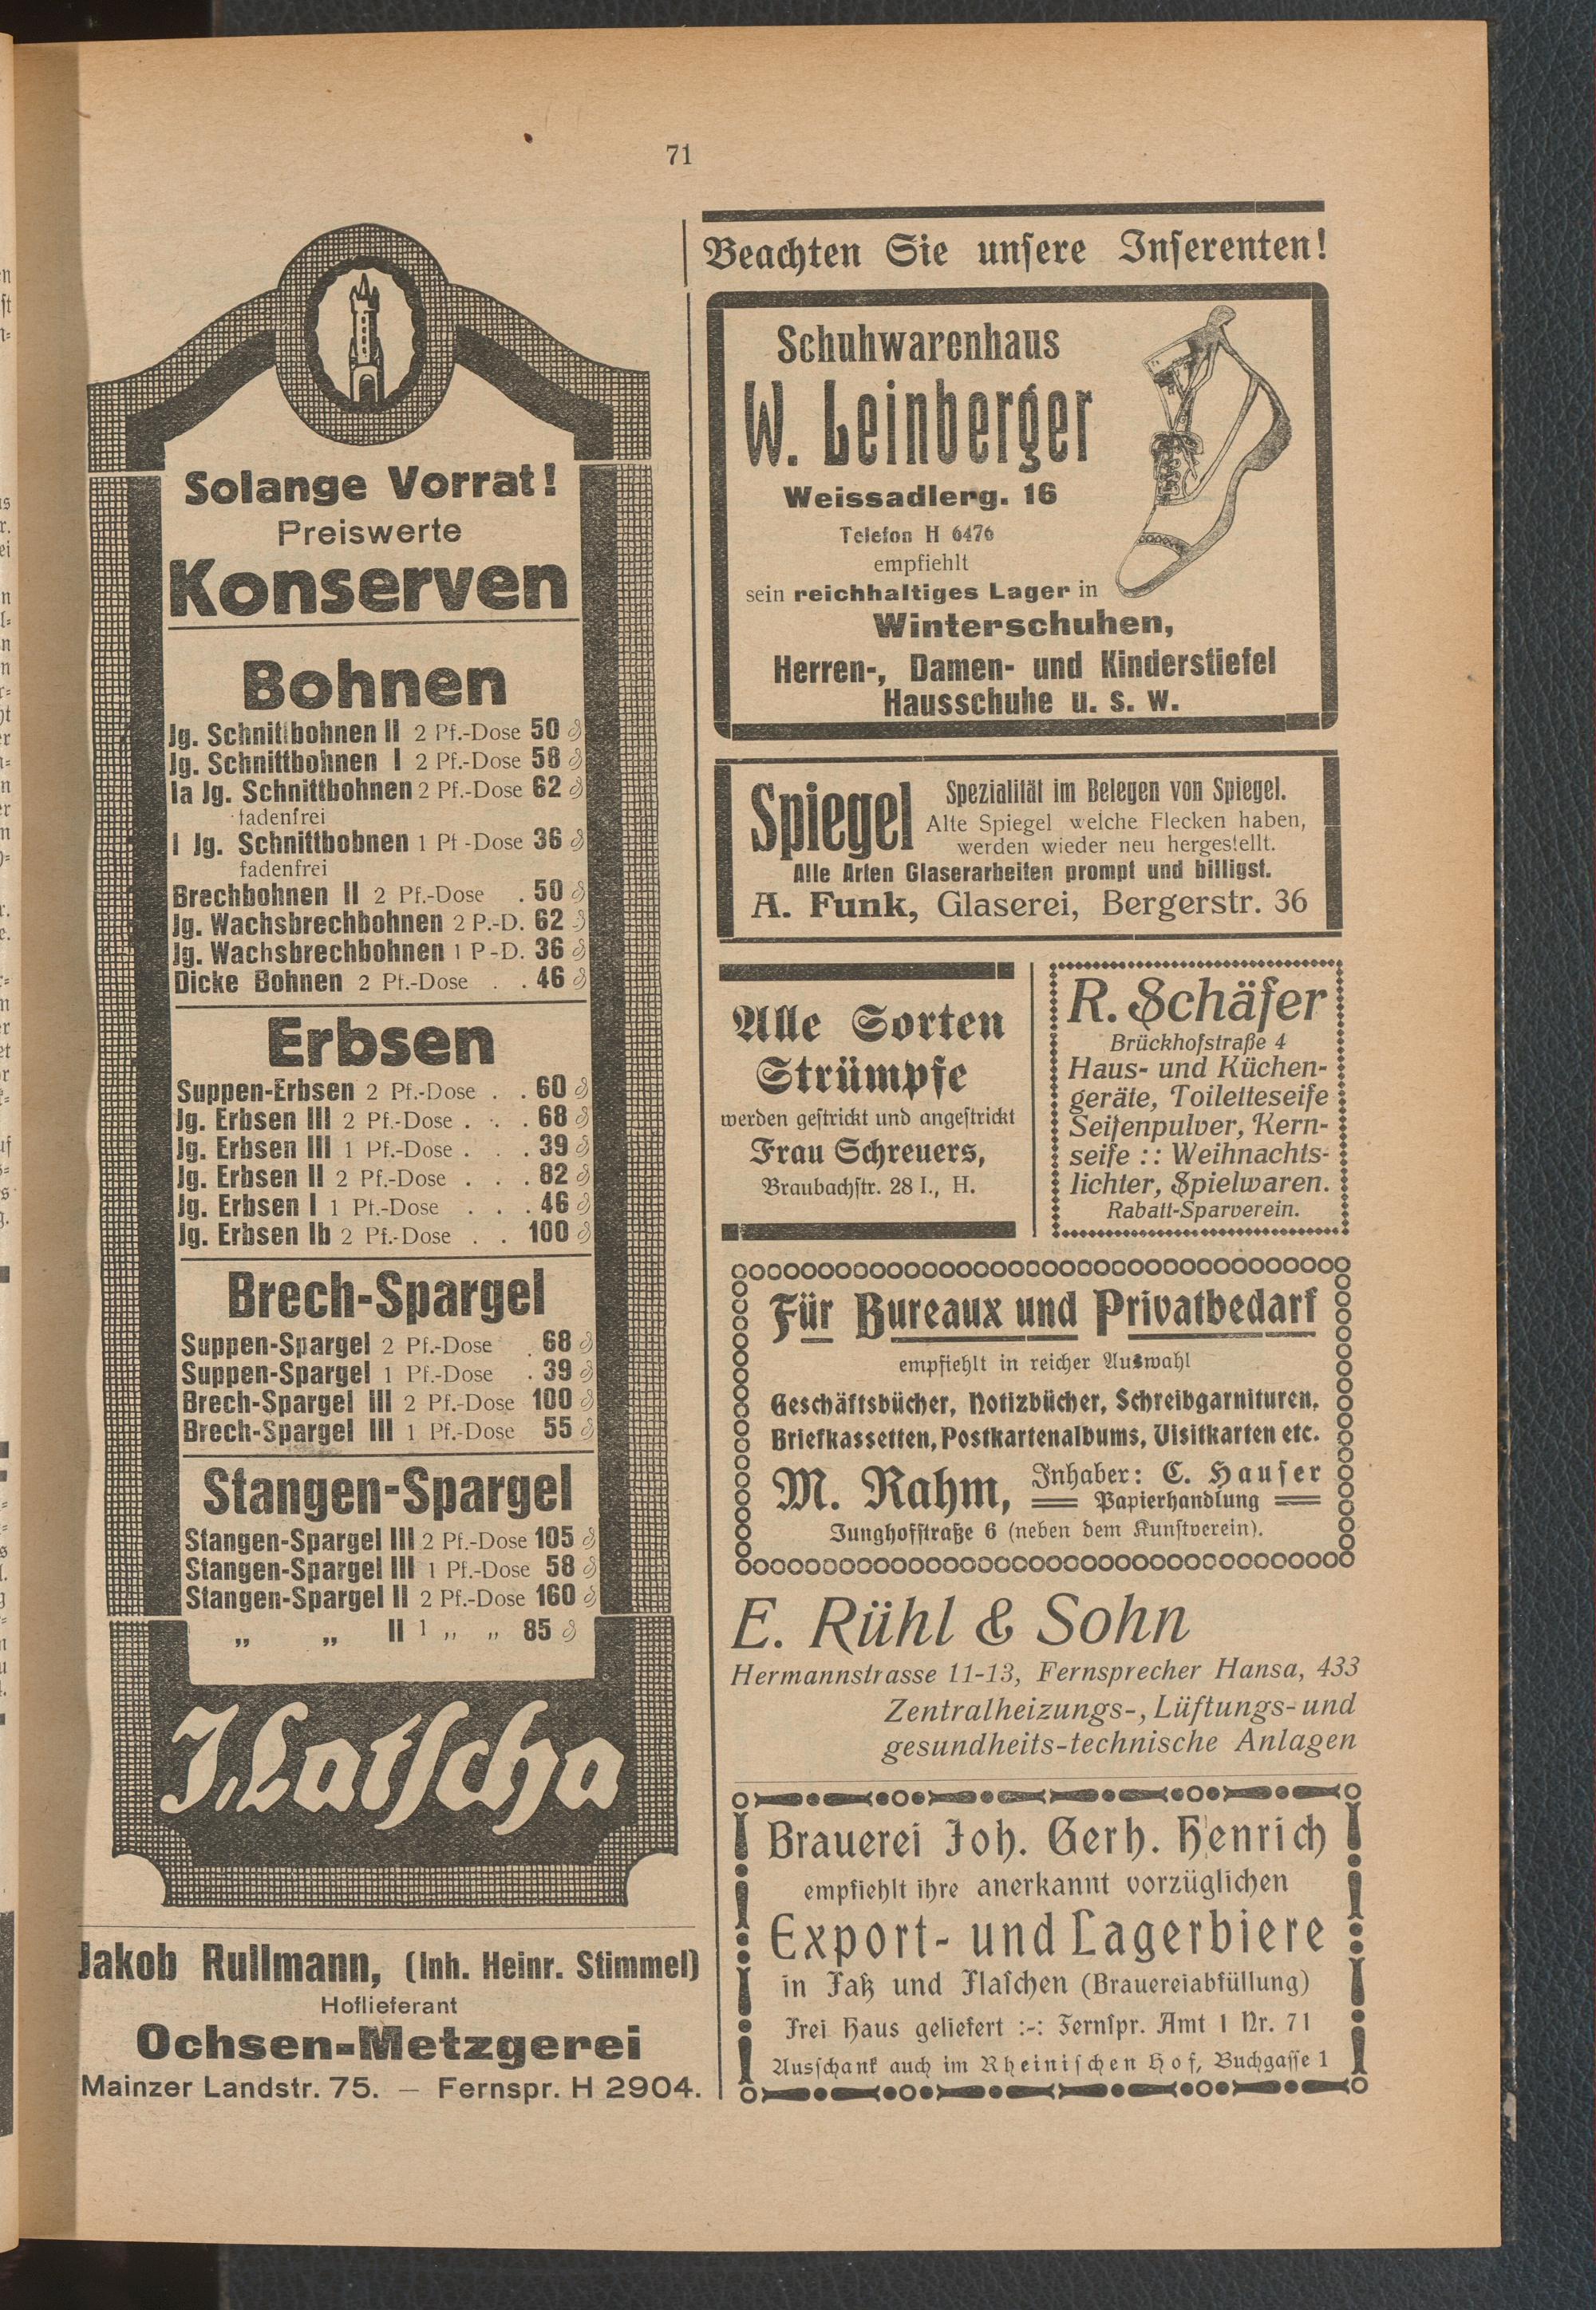 71
Solange Vorrat!
Preiswerte
Konserven
Bohnen
Jg. Schnittbohnen II 2 Pf.-Dose 50 ₰
Jg. Schnittbohnen I 2 Pf.-Dose 58 ₰
Ia Jg. Schnittbohnen 2 Pf.-Dose 62 ₰
fadenfrei
I Jg. Schnittbohnen 1 Pf -Dose 36 ₰
fadenfrei
Brechbohnen II 2 Pf.-Dose . 50 ₰
Jg. Wachsbrechbohnen 2 P.-D. 62 ₰
Jg. Wachsbrechbohnen 1 P-D. 36 ₰
Dicke Bohnen 2 Pf.-Dose . . 46 ₰
Erbsen
Suppen-Erbsen 2 Pf.-Dose . . 60 ₰
Jg. Erbsen III 2 Pf.-Dose . . . 68 ₰
Jg. Erbsen III 1 Pf.-Dose . . . 39 ₰
Jg. Erbsen II 2 Pf.-Dose . . . 82 ₰
Jg. Erbsen I 1 Pf.-Dose . . . 46 ₰
Jg. Erbsen Ib 2 Pf.-Dose . . 100 ₰
Brech-Spargel
Suppen-Spargel 2 Pf.-Dose . 68 ₰
Suppen-Spargel 1 Pf.-Dose . 39 ₰
Brech-Spargel III 2 Pf.-Dose 100 ₰
Brech-Spargel III 1 Pf.-Dose 55 ₰
Stangen-Spargel
Stangen-Spargel III 2 Pf.-Dose 105 ₰
Stangen-Spargel III 1 Pf.-Dose 58 ₰
Stangen-Spargel II 2 Pf.-Dose 160 ₰
„ „ II 1 „ „ 85 ₰
J. Latſcha
Jakob Rullmann, (Inh. Heinr. Stimmel)
Hoflieferant
Ochsen-Metzgerei
Mainzer Landstr. 75. — Fernspr. H 2904.
Beachten Sie unſere Inſerenten!
Schuhwarenhaus
W. Leinberger
Weissadlerg. 16
Telefon H 6476
empfiehlt
sein reichhaltiges Lager in
Winterschuhen,
Herren-, Damen- und Kinderstiefel
Hausschuhe u. s. w.
Spiegel
Spezialität im Belegen von Spiegel.
Alte Spiegel welche Flecken haben,
werden wieder neu hergestellt.
Alle Arten Glaserarbeiten prompt und billigst.
A. Funk, Glaserei, Bergerstr. 36
Alle Sorten
Strümpfe
werden geſtrickt und angeſtrickt
Frau Schreuers,
Braubachſtr. 28 I., H.
R. Schäfer
Brückhofstraße 4
Haus- und Küchen-
geräte, Toiletteseife
Seifenpulver, Kern-
seife :: Weihnachts-
lichter, Spielwaren.
Rabatt-Sparverein.
Für Bureaux und Privatbedarf
empfiehlt in reicher Auswahl
Geschäftsbücher, Notizbücher, Schreibgarnituren,
Briefkassetten, Postkartenalbums, Visitkarten etc.
M. Rahm, Inhaber: C. Hauſer
Papierhandlung
Junghofſtraße 6 (neben dem Kunſtverein).
E. Rühl & Sohn
Hermannstrasse 11-13, Fernsprecher Hansa, 433
Zentralheizungs-, Lüftungs- und
gesundheits-technische Anlagen
Brauerei Joh. Gerh. Henrich
empfiehlt ihre anerkannt vorzüglichen
Export- und Lagerbiere
in Faß und Flaſchen (Brauereiabfüllung)
Frei Haus geliefert :-: Fernſpr. Amt 1 Nr. 71
Ausſchank auch im Rheiniſchen Hof, Buchgaſſe 1